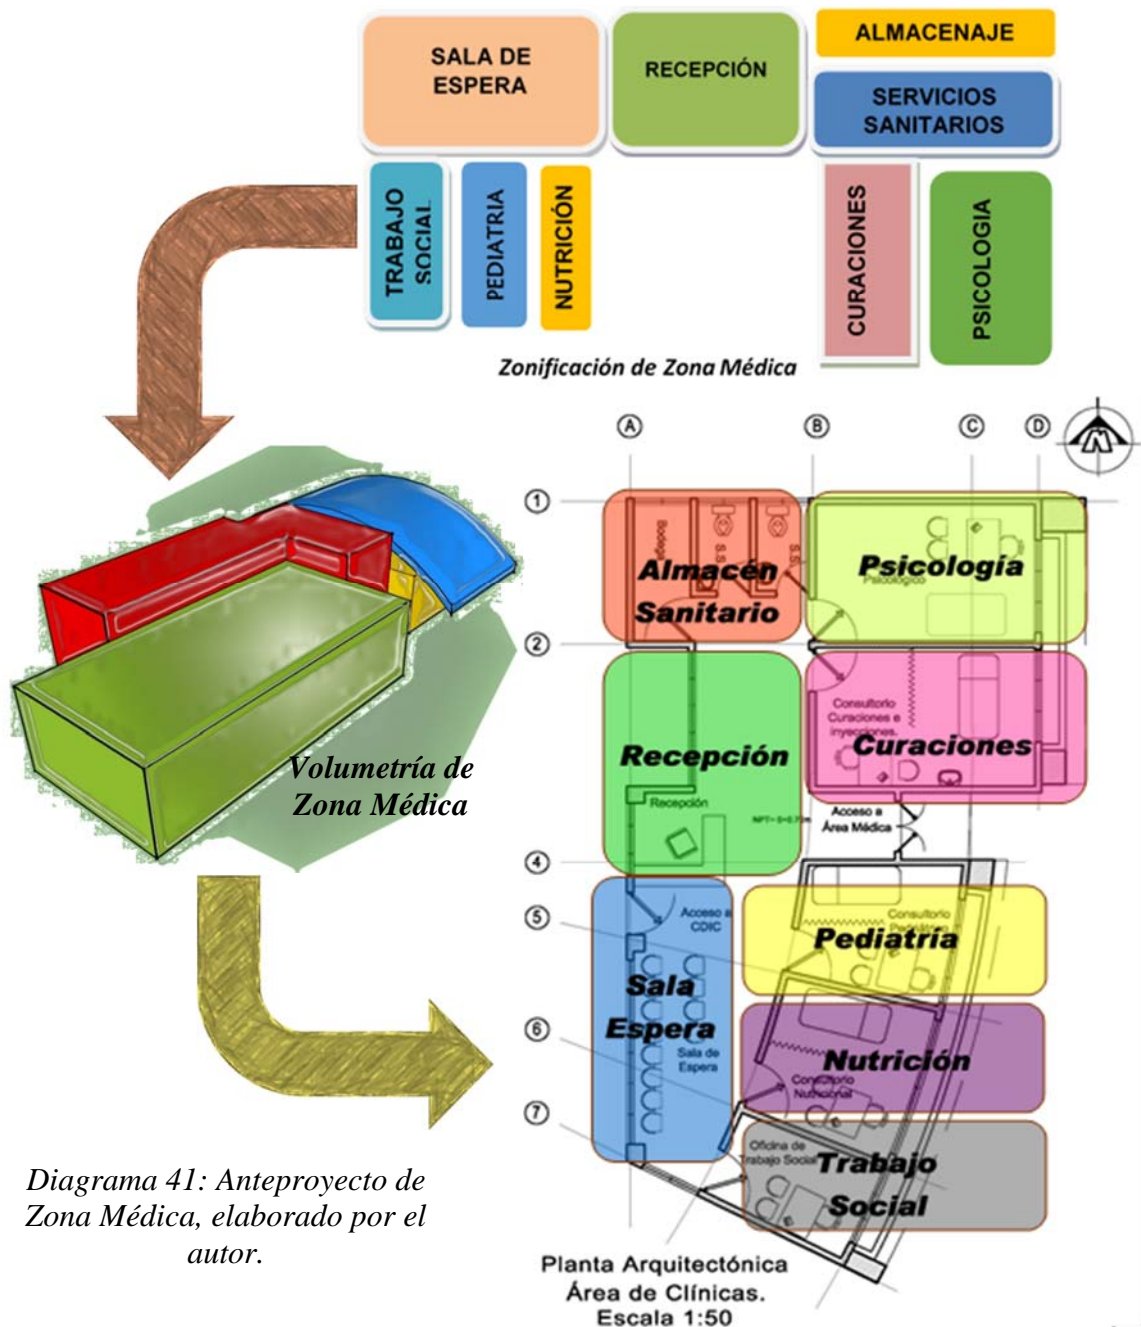 SALA DE
ESPERA
RECEPCIÓN
ALMACENAJE
SERVICIOS
SANITARIOS
TRABAJO
SOCIAL
PEDIATRIA
NUTRICIÓN
CURACIONES
PSICOLOGIA
Zonificación de Zona Médica
Volumetría de
Zona Médica
A
B
C
D
N
1
2
4
5
6
7
Bodega
S.S.
S.S.
Almacén
Sanitario
Psicología
Psicológico
Recepción
Recepción
Consultorio
Curaciones e
inyecciones.
Curaciones
Acceso a
Área Médica
Acceso a
CDIC
Sala
Espera
Sala de
Espera
Consultorio
Pediatría
Nutrición
Consultorio
Nutricional
Oficina de
Trabajo Social
Trabajo
Social
Planta Arquitectónica
Área de Clínicas.
Escala 1:50
Diagrama 41: Anteproyecto de
Zona Médica, elaborado por el
autor.